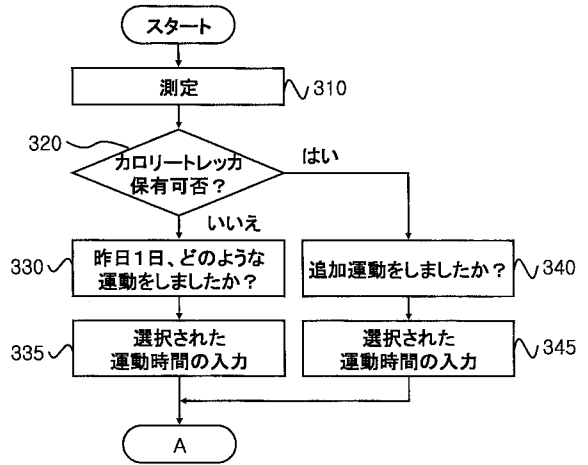 スタート
測定
310
320
カロリートレッカ
保有可否？
はい
いいえ
330
昨日1日、どのような
運動をしましたか？
追加運動をしましたか？
340
335
選択された
運動時間の入力
選択された
運動時間の入力
345
A